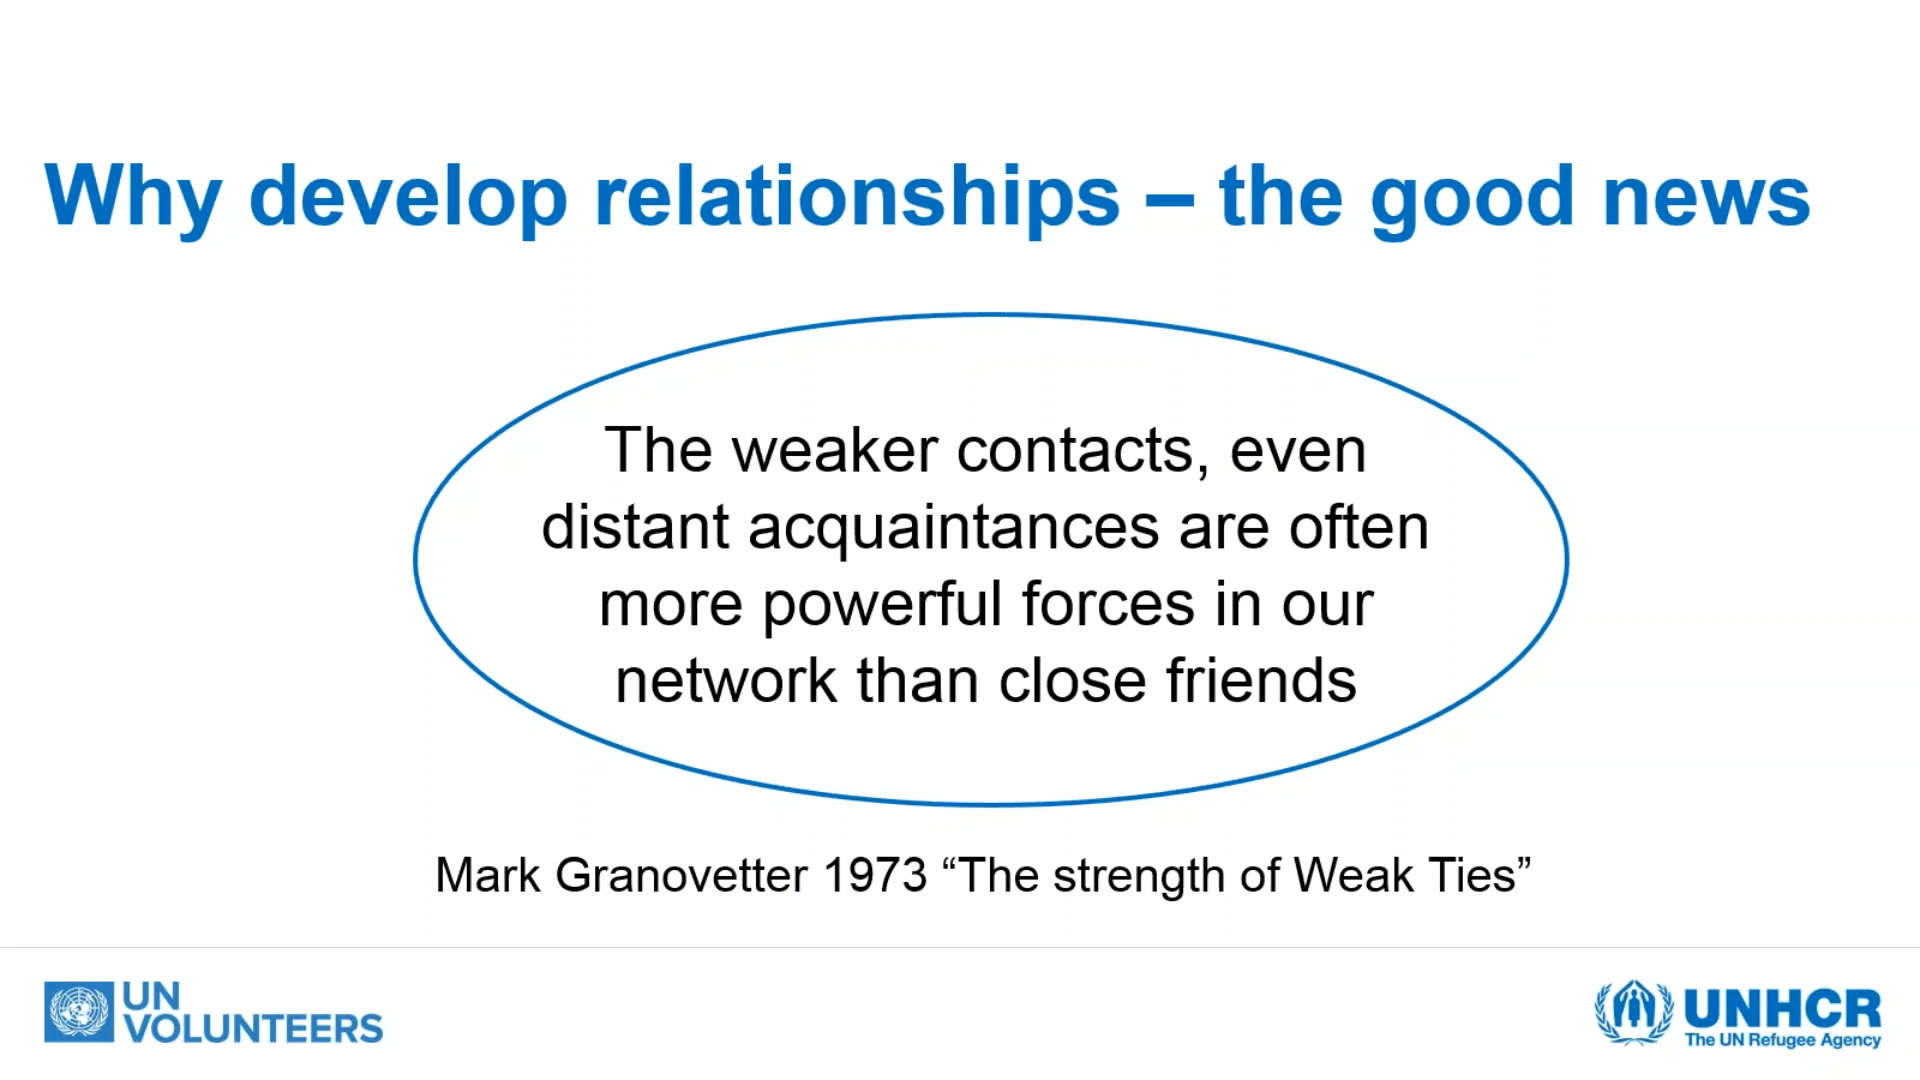 Why develop relationships – the good news
The weaker contacts, even
distant acquaintances are often
more powerful forces in our
network than close friends
Mark Granovetter 1973 “The strength of Weak Ties”
UN
VOLUNTEERS
UNHCR
The UN Refugee Agency